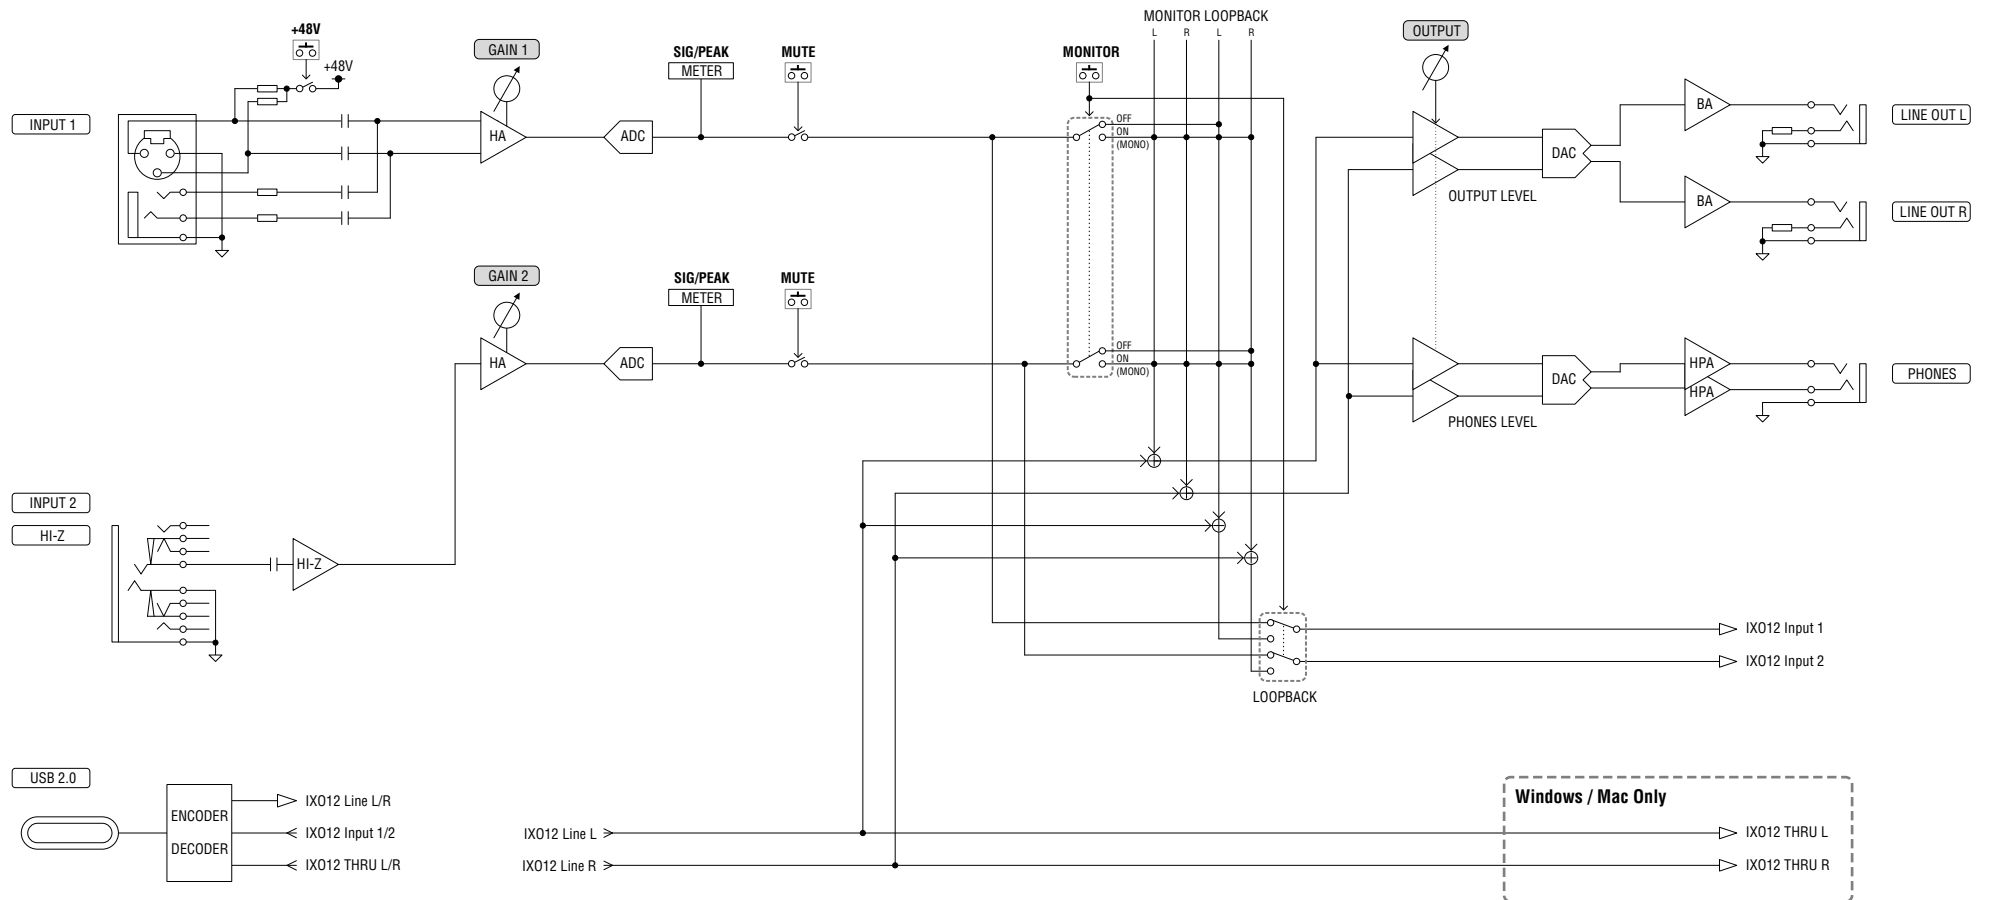 MONITOR LOOPBACK
L R L R
+48V
+48V
GAIN 1
SIG/PEAK
METER
MUTE
MONITOR
OUTPUT
INPUT 1
HA
ADC
OFF
ON
(MONO)
DAC
BA
LINE OUT L
OUTPUT LEVEL
BA
LINE OUT R
GAIN 2
SIG/PEAK
METER
MUTE
HA
ADC
OFF
ON
(MONO)
DAC
HPA
HPA
PHONES
PHONES LEVEL
INPUT 2
HI-Z
HI-Z
IXO12 Input 1
IXO12 Input 2
LOOPBACK
USB 2.0
ENCODER
DECODER
IXO12 Line L/R
IXO12 Input 1/2
IXO12 THRU L/R
IXO12 Line L
IXO12 Line R
Windows / Mac Only
IXO12 THRU L
IXO12 THRU R